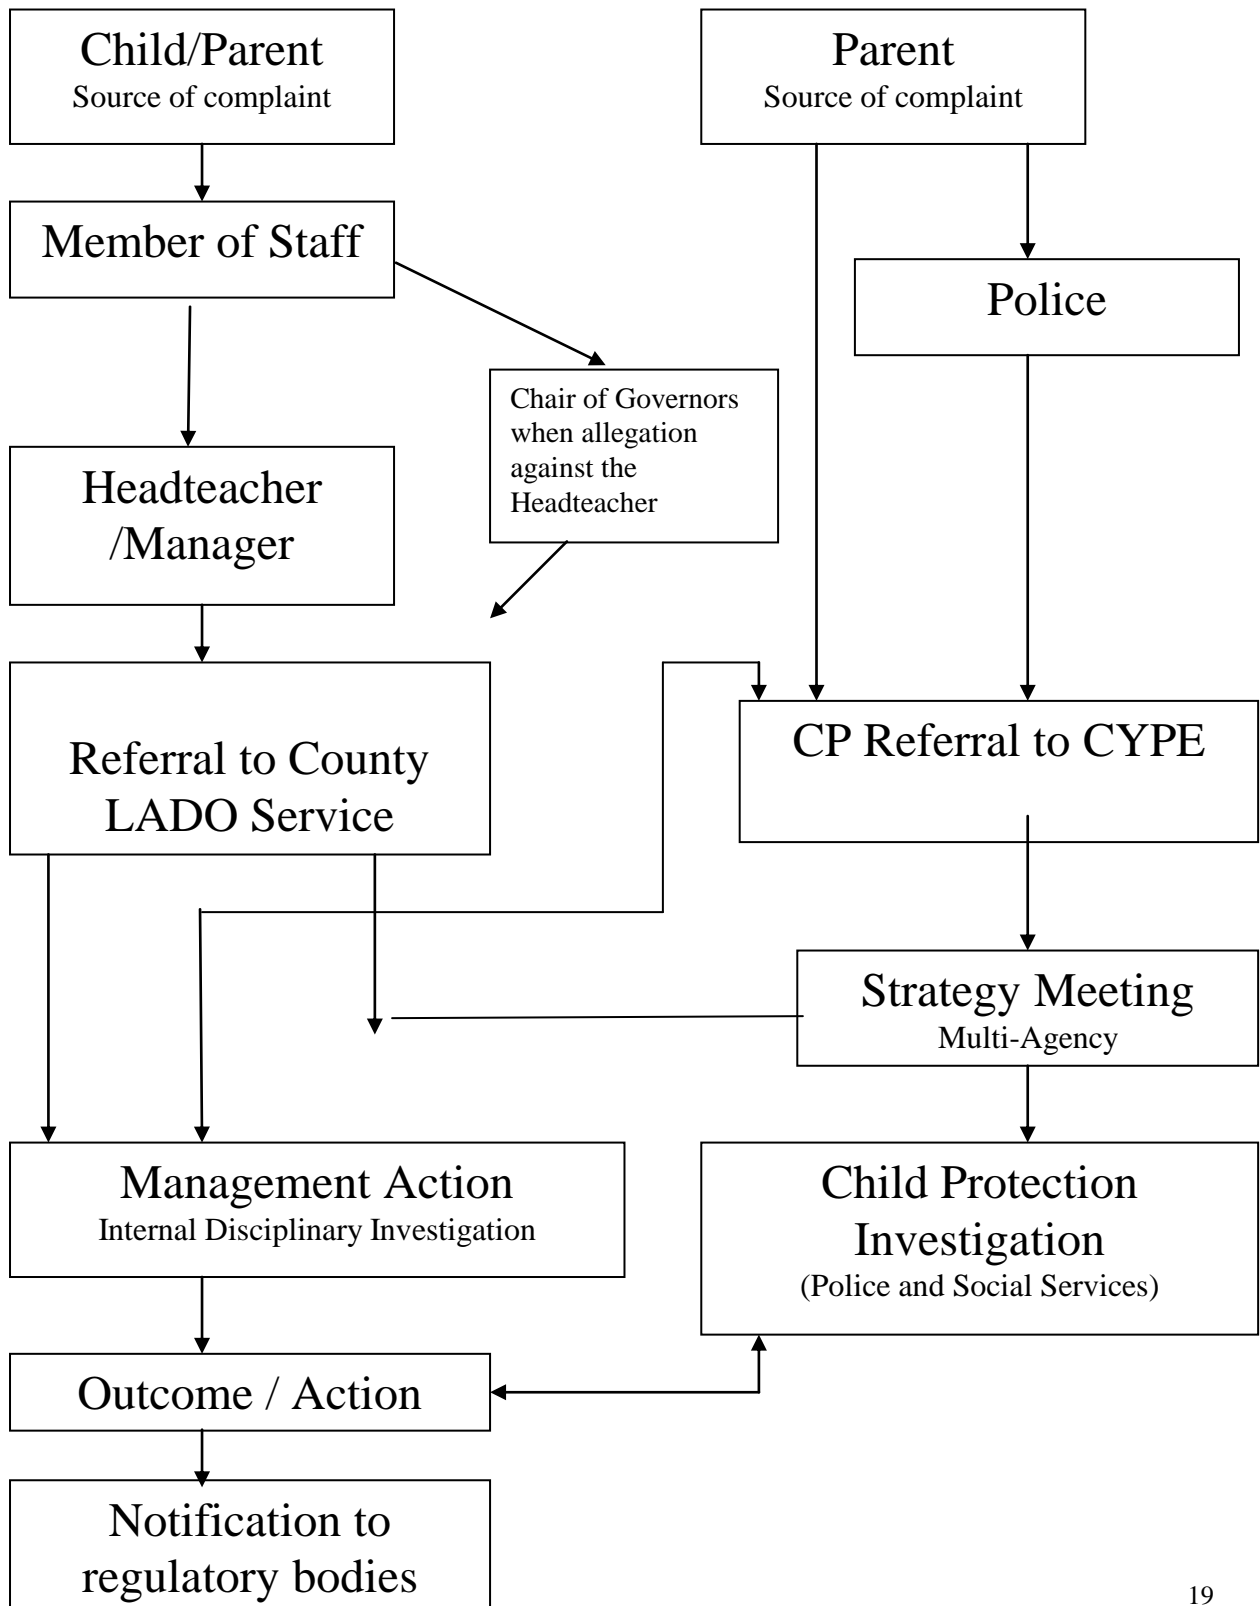 Child/Parent
Source of complaint
Parent
Source of complaint
Member of Staff
Police
Chair of Governors
when allegation
against the
Headteacher
Headteacher
/Manager
Referral to County
LADO Service
CP Referral to CYPE
Strategy Meeting
Multi-Agency
Management Action
Internal Disciplinary Investigation
Child Protection
Investigation
(Police and Social Services)
Outcome / Action
Notification to
regulatory bodies
19